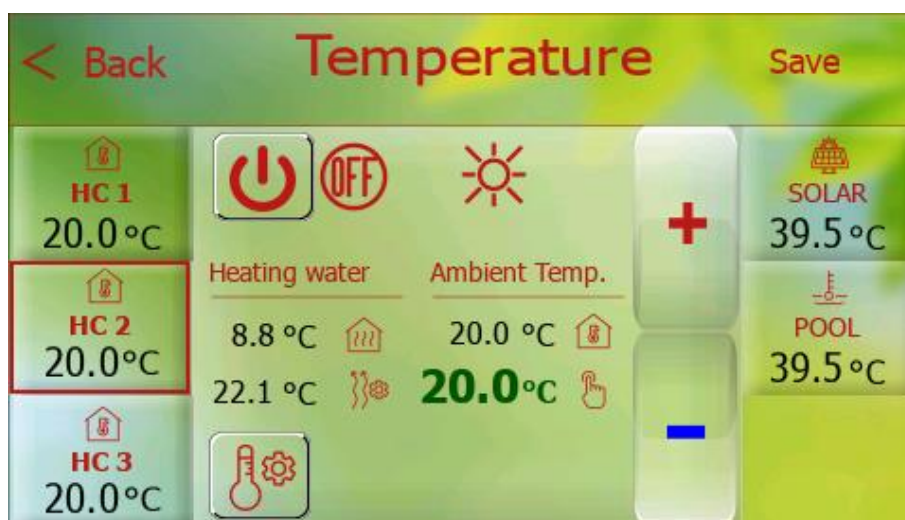 < Back
Temperature
Save
HC 1
20.0 °C
HC 2
20.0°C
HC 3
20.0°C
OFF
Heating water
8.8 °C
22.1 °C
Ambient Temp.
20.0 °C
20.0°C
+
-
SOLAR
39.5 °C
POOL
39.5 °C